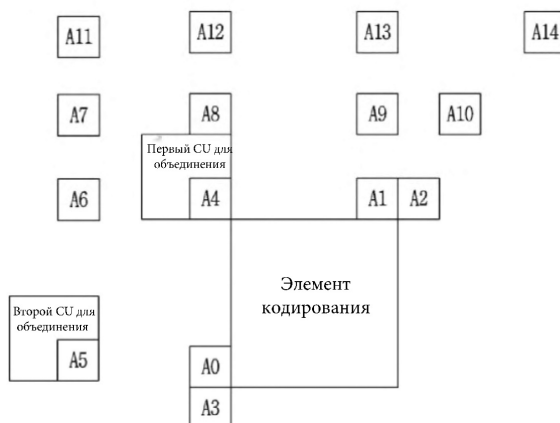 A11
A12
A13
A14
A7
A8
A9
A10
Первый CU для
объединения
A6
A4
A1
A2
Элемент
кодирования
Второй CU для
объединения
A5
A0
A3